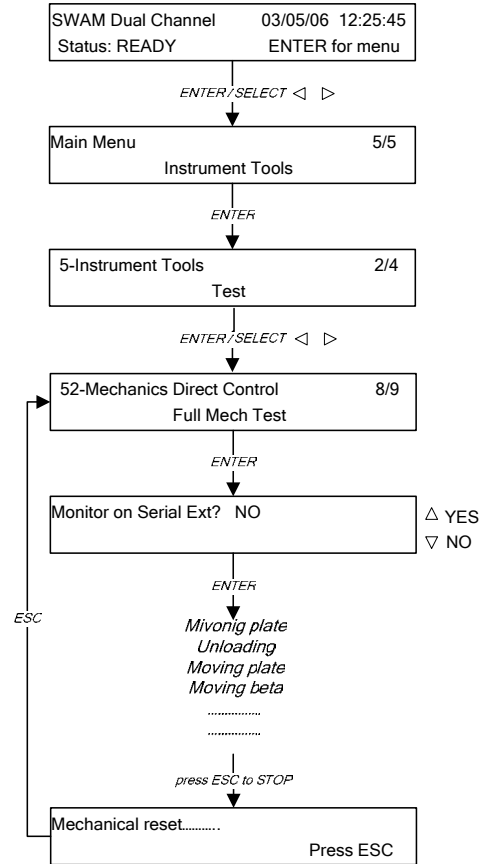 SWAM Dual Channel 03/05/06 12:25:45
Status: READY ENTER for menu
ENTER/SELECT ◁ ▷
Main Menu 5/5
Instrument Tools
ENTER
5-Instrument Tools 2/4
Test
ENTER/SELECT ◁ ▷
52-Mechanics Direct Control 8/9
Full Mech Test
ENTER
Monitor on Serial Ext? NO
△ YES
▽ NO
ENTER
ESC
Mivonig plate
Unloading
Moving plate
Moving beta
................
................
press ESC to STOP
Mechanical reset...........
Press ESC